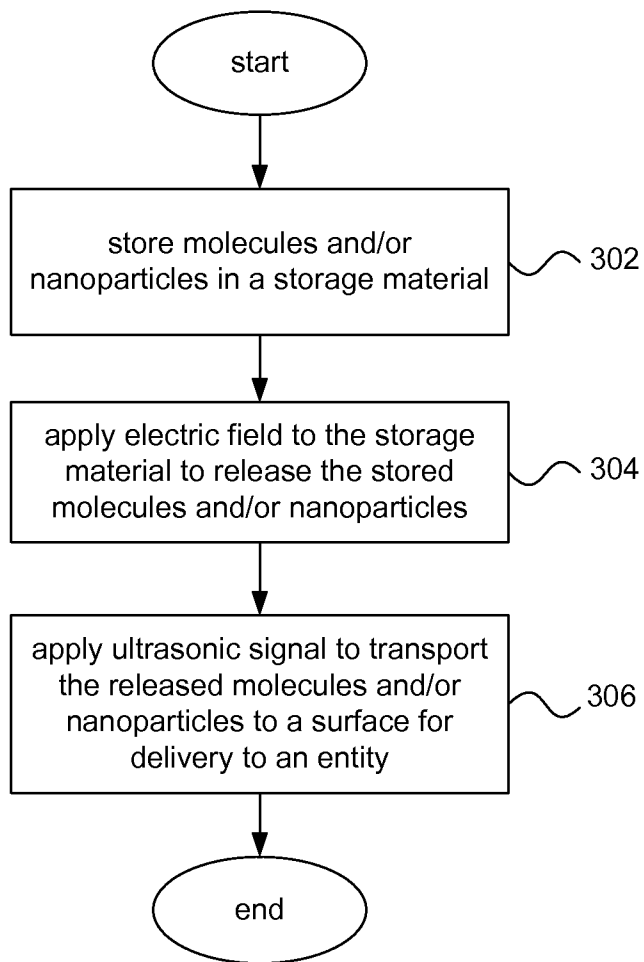 start
store molecules and/or
nanoparticles in a storage material
302
apply electric field to the storage
material to release the stored
molecules and/or nanoparticles
304
apply ultrasonic signal to transport
the released molecules and/or
nanoparticles to a surface for
delivery to an entity
306
end